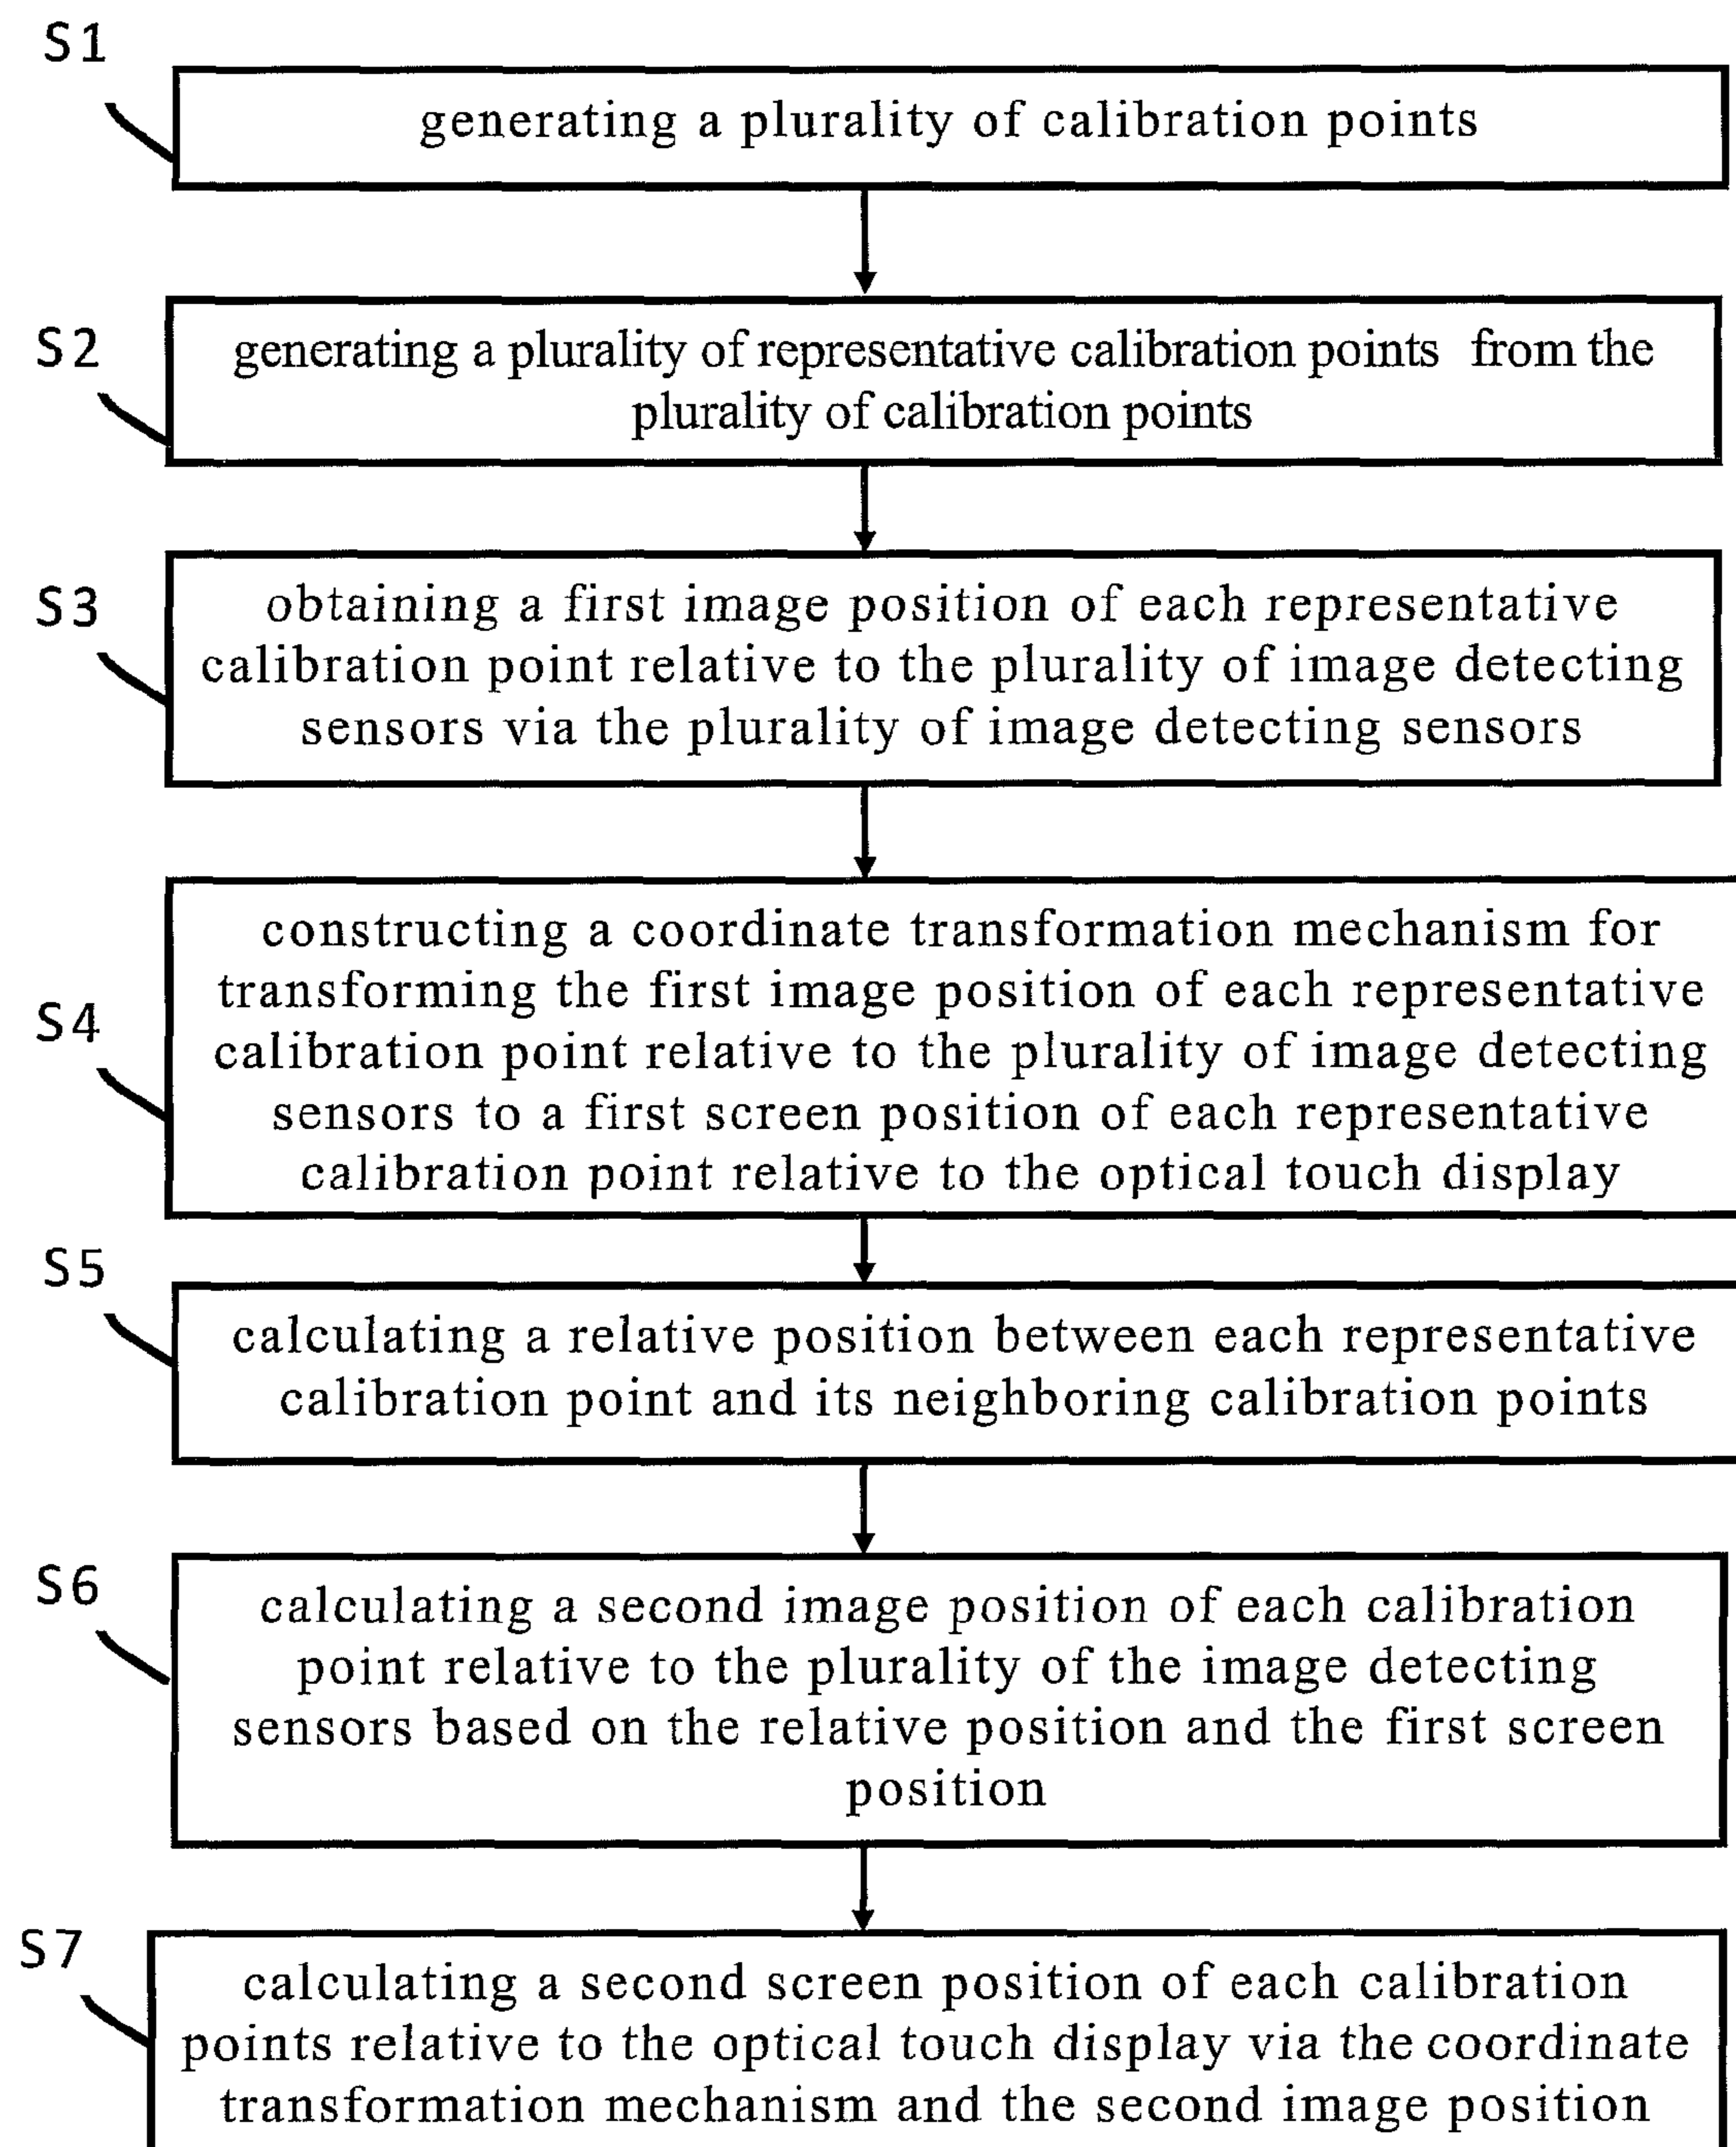 S1
generating a plurality of calibration points
S2
generating a plurality of representative calibration points from the
plurality of calibration points
S3
obtaining a first image position of each representative
calibration point relative to the plurality of image detecting
sensors via the plurality of image detecting sensors
S4
constructing a coordinate transformation mechanism for
transforming the first image position of each representative
calibration point relative to the plurality of image detecting
sensors to a first screen position of each representative
calibration point relative to the optical touch display
S5
calculating a relative position between each representative
calibration point and its neighboring calibration points
S6
calculating a second image position of each calibration
point relative to the plurality of the image detecting
sensors based on the relative position and the first screen
position
S7
calculating a second screen position of each calibration
points relative to the optical touch display via the coordinate
transformation mechanism and the second image position